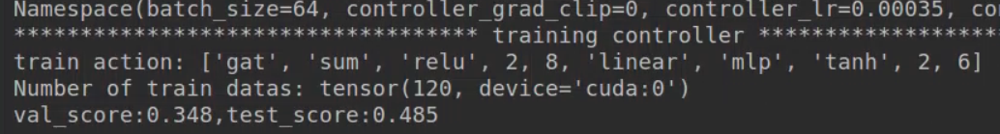 Namespace(batch_size=64, controller_grad_clip=0, controller_lr=0.00035, co
*********************************** training controller ******************
train action: ['gat', 'sum', 'relu', 2, 8, 'linear', 'mlp', 'tanh', 2, 6]
Number of train datas: tensor(120, device='cuda:0')
val_score:0.348,test_score:0.485